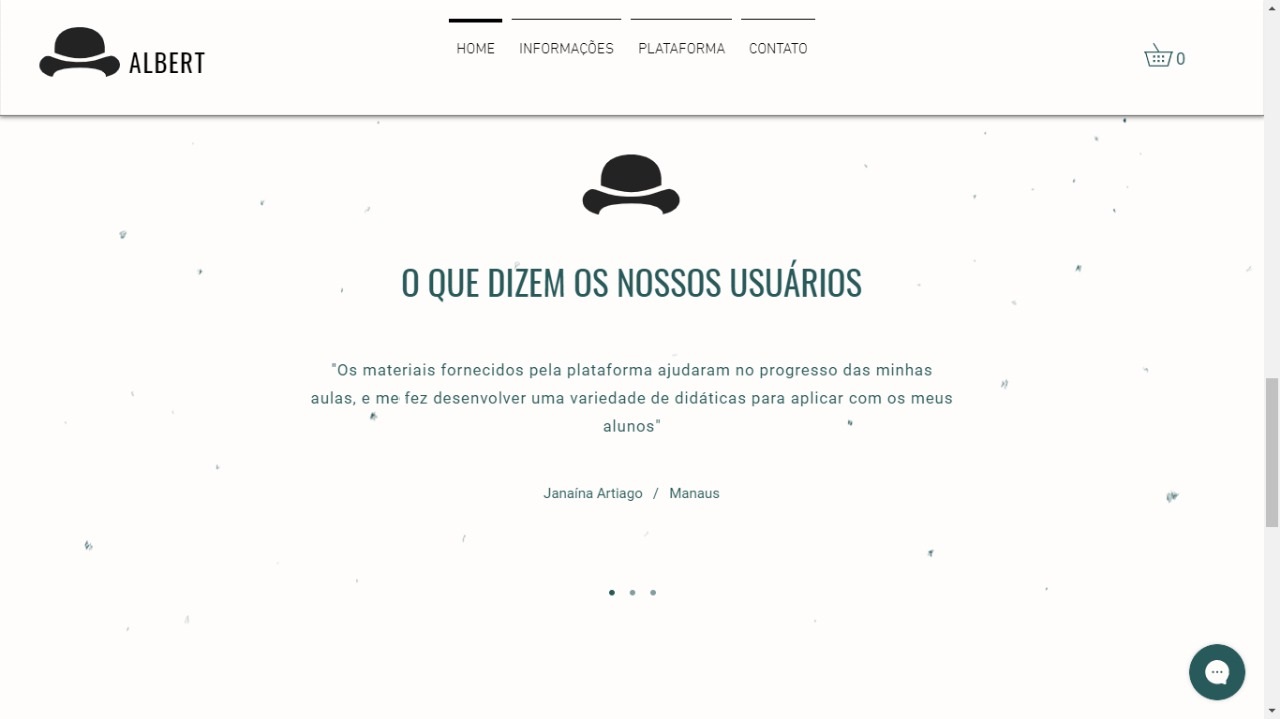 ALBERT
HOME INFORMAÇÕES PLATAFORMA CONTATO
0
O QUE DIZEM OS NOSSOS USUÁRIOS
"Os materiais fornecidos pela plataforma ajudaram no progresso das minhas
aulas, e me fez desenvolver uma variedade de didáticas para aplicar com os meus
alunos"
Janaína Artiago / Manaus